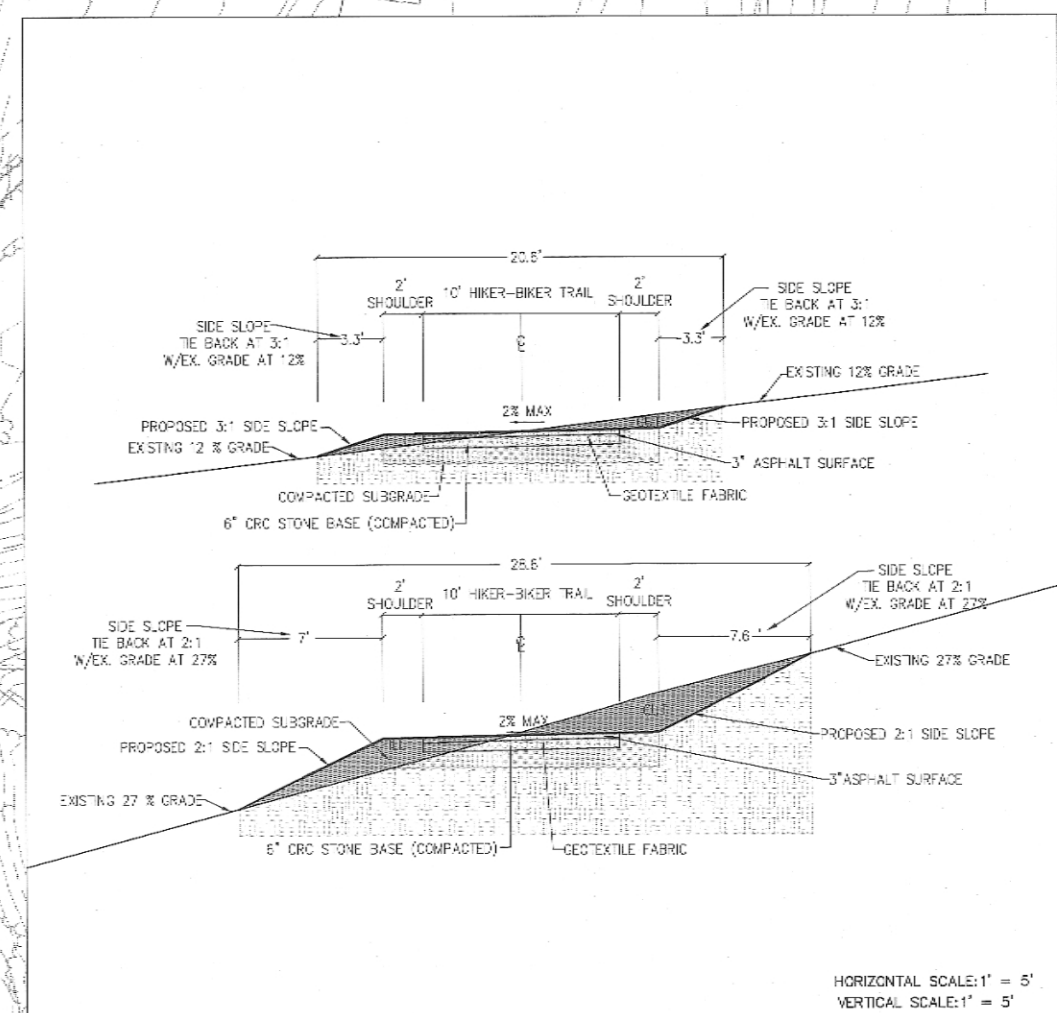 20.6'
2'
SHOULDER
10' HIKER-BIKER TRAIL
2'
SHOULDER
SIDE SLOPE
TIE BACK AT 3:1
W/EX. GRADE AT 12%
3.3'
℄
3.3'
SIDE SLOPE
TIE BACK AT 3:1
W/EX. GRADE AT 12%
EXISTING 12% GRADE
2% MAX
PROPOSED 3:1 SIDE SLOPE
EXISTING 12 % GRADE
PROPOSED 3:1 SIDE SLOPE
3" ASPHALT SURFACE
COMPACTED SUBGRADE
GEOTEXTILE FABRIC
6" CRC STONE BASE (COMPACTED)
28.6'
2'
SHOULDER
10' HIKER-BIKER TRAIL
2'
SHOULDER
SIDE SLOPE
TIE BACK AT 2:1
W/EX. GRADE AT 27%
7'
℄
7.6'
SIDE SLOPE
TIE BACK AT 2:1
W/EX. GRADE AT 27%
EXISTING 27% GRADE
COMPACTED SUBGRADE
2% MAX
PROPOSED 2:1 SIDE SLOPE
PROPOSED 2:1 SIDE SLOPE
3" ASPHALT SURFACE
EXISTING 27 % GRADE
6" CRC STONE BASE (COMPACTED)
GEOTEXTILE FABRIC
HORIZONTAL SCALE: 1" = 5'
VERTICAL SCALE: 1" = 5'